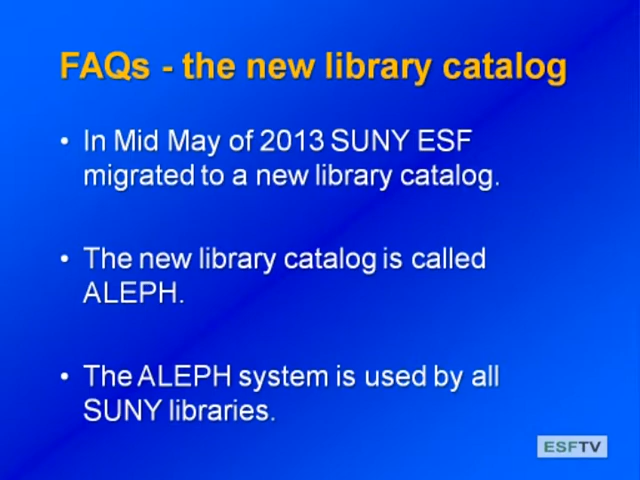 FAQs - the new library catalog
• In Mid May of 2013 SUNY ESF
migrated to a new library catalog.
• The new library catalog is called
ALEPH.
• The ALEPH system is used by all
SUNY libraries.
ESFTV